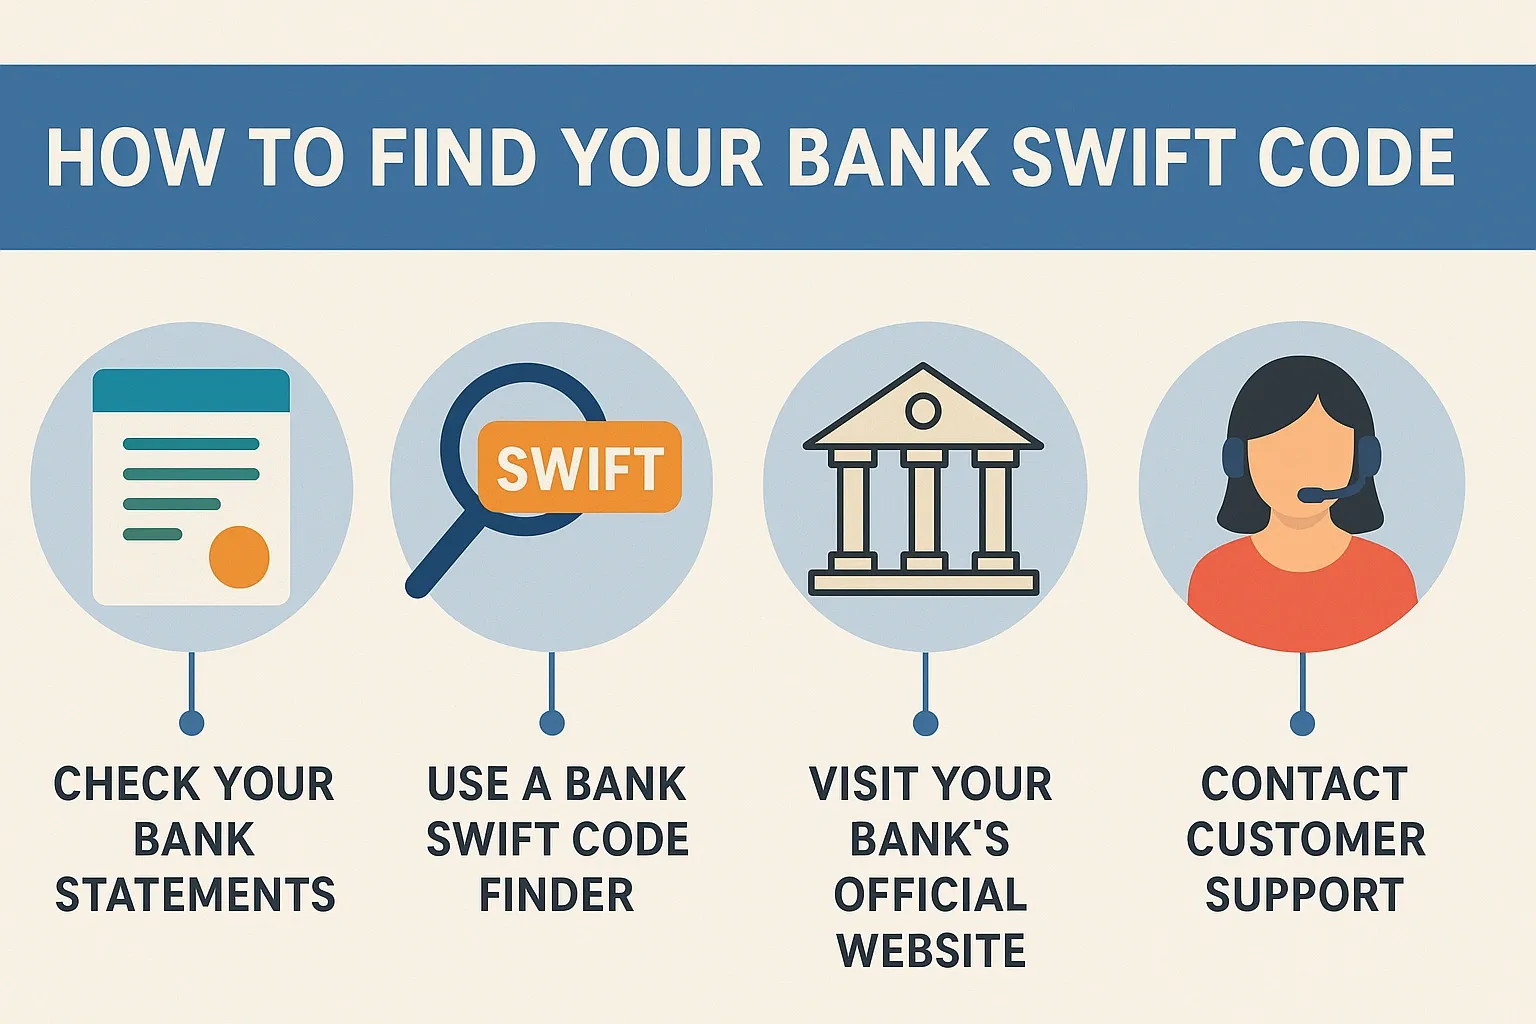 HOW TO FIND YOUR BANK SWIFT CODE
SWIFT
CHECK YOUR
BANK
STATEMENTS
USE A BANK
SWIFT CODE
FINDER
VISIT YOUR
BANK'S
OFFICIAL
WEBSITE
CONTACT
CUSTOMER
SUPPORT